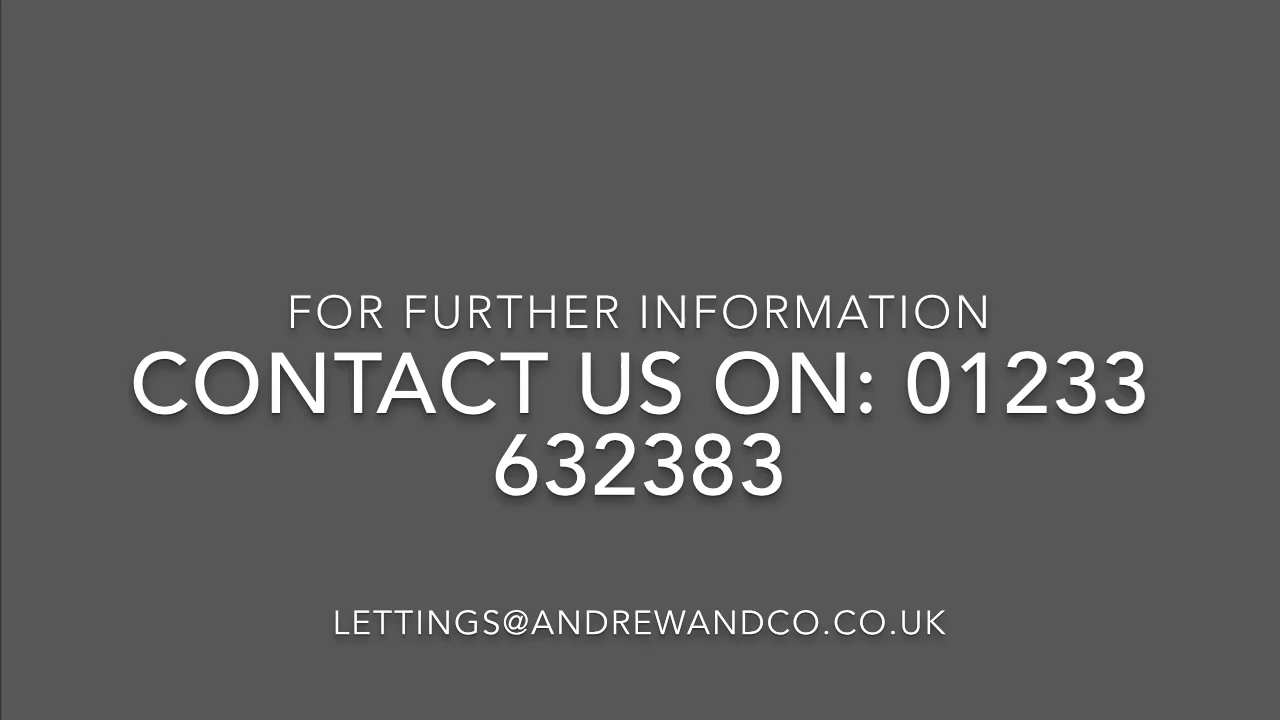 FOR FURTHER INFORMATION
CONTACT US ON: 01233
632383
LETTINGS@ANDREWANDCO.CO.UK